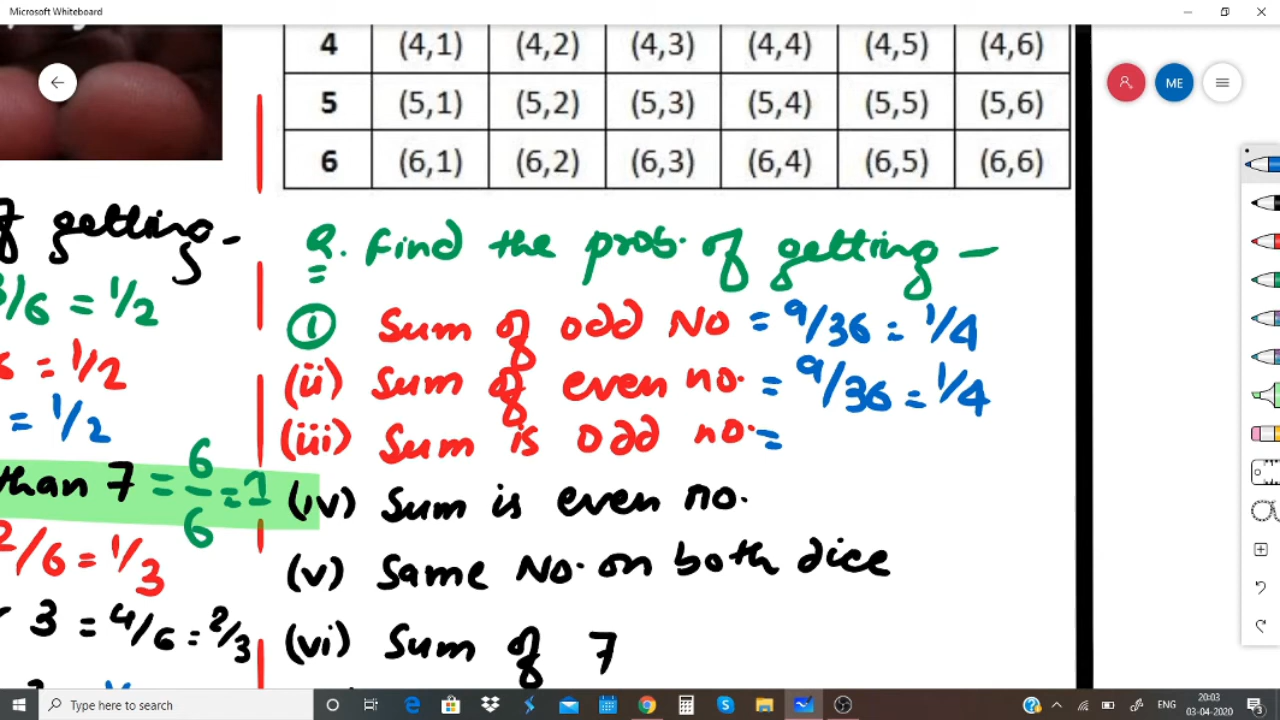 Microsoft Whiteboard
4 (4,1) (4,2) (4,3) (4,4) (4,5) (4,6)
5 (5,1) (5,2) (5,3) (5,4) (5,5) (5,6)
6 (6,1) (6,2) (6,3) (6,4) (6,5) (6,6)
ME
of getting -
3/6 = 1/2
= 1/2
= 1/2
than 7 = 6/6 = 1
2/6 = 1/3
3 = 4/6 = 2/3
Q. Find the prob. of getting -
(i) Sum of odd No = 9/36 = 1/4
(ii) Sum of even no. = 9/36 = 1/4
(iii) Sum is odd no. =
(iv) Sum is even no.
(v) Same No. on both dice
(vi) Sum of 7
Type here to search
ENG
20:03
03-04-2020